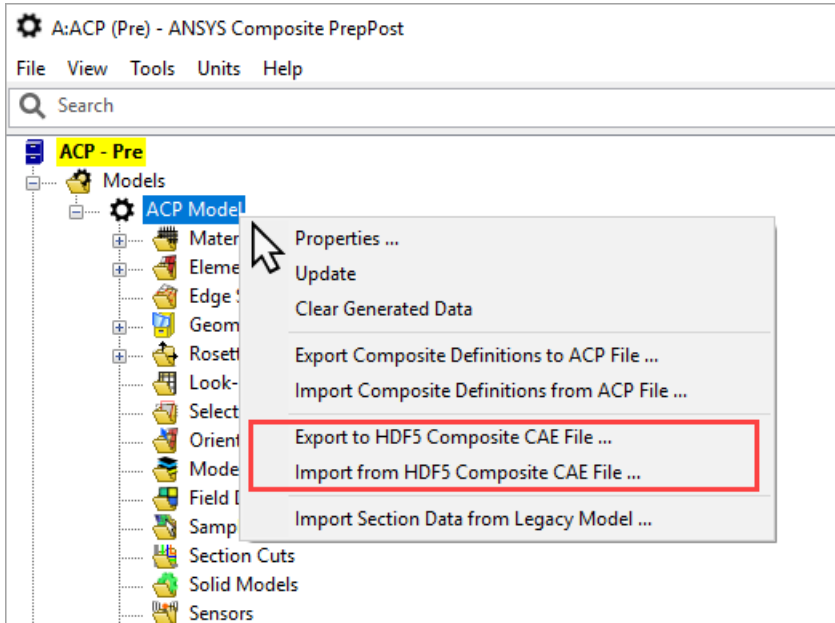 A:ACP (Pre) - ANSYS Composite PrepPost
File View Tools Units Help
Search
ACP - Pre
Models
ACP Model
Mater
Properties ...
Eleme
Update
Edge
Clear Generated Data
Geom
Rosett
Export Composite Definitions to ACP File ...
Look-
Import Composite Definitions from ACP File ...
Select
Orient
Export to HDF5 Composite CAE File ...
Mode
Import from HDF5 Composite CAE File ...
Field
Samp
Import Section Data from Legacy Model ...
Section Cuts
Solid Models
Sensors